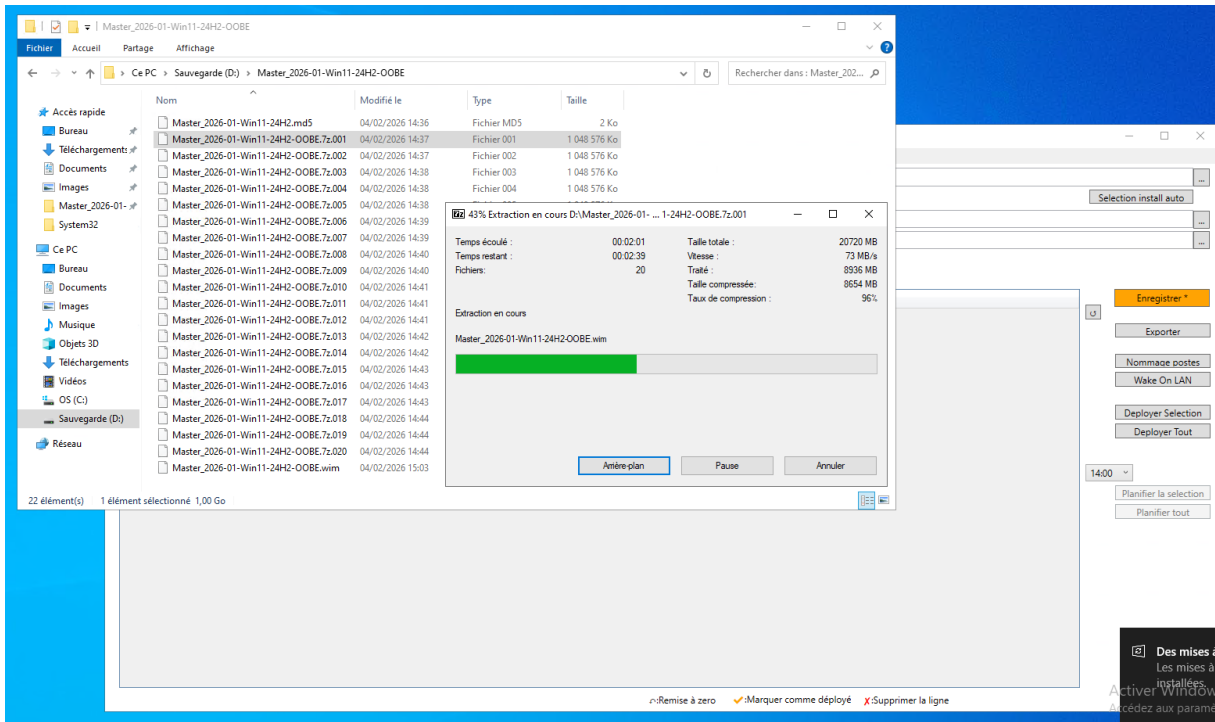 Master_2026-01-Win11-24H2-OOBE
Fichier Accueil Partage Affichage
Ce PC > Sauvegarde (D:) > Master_2026-01-Win11-24H2-OOBE
Rechercher dans : Master_202...
Accès rapide
Bureau
Téléchargements
Documents
Images
Master_2026-01-
System32
Ce PC
Bureau
Documents
Images
Musique
Objets 3D
Téléchargements
Vidéos
OS (C:)
Sauvegarde (D:)
Réseau
Nom Modifié le Type Taille
Master_2026-01-Win11-24H2.md5 04/02/2026 14:36 Fichier MD5 2 Ko
Master_2026-01-Win11-24H2-OOBE.7z.001 04/02/2026 14:37 Fichier 001 1 048 576 Ko
Master_2026-01-Win11-24H2-OOBE.7z.002 04/02/2026 14:37 Fichier 002 1 048 576 Ko
Master_2026-01-Win11-24H2-OOBE.7z.003 04/02/2026 14:38 Fichier 003 1 048 576 Ko
Master_2026-01-Win11-24H2-OOBE.7z.004 04/02/2026 14:38 Fichier 004 1 048 576 Ko
Master_2026-01-Win11-24H2-OOBE.7z.005 04/02/2026 14:38
Master_2026-01-Win11-24H2-OOBE.7z.006 04/02/2026 14:39
Master_2026-01-Win11-24H2-OOBE.7z.007 04/02/2026 14:39
Master_2026-01-Win11-24H2-OOBE.7z.008 04/02/2026 14:40
Master_2026-01-Win11-24H2-OOBE.7z.009 04/02/2026 14:40
Master_2026-01-Win11-24H2-OOBE.7z.010 04/02/2026 14:41
Master_2026-01-Win11-24H2-OOBE.7z.011 04/02/2026 14:41
Master_2026-01-Win11-24H2-OOBE.7z.012 04/02/2026 14:41
Master_2026-01-Win11-24H2-OOBE.7z.013 04/02/2026 14:42
Master_2026-01-Win11-24H2-OOBE.7z.014 04/02/2026 14:42
Master_2026-01-Win11-24H2-OOBE.7z.015 04/02/2026 14:43
Master_2026-01-Win11-24H2-OOBE.7z.016 04/02/2026 14:43
Master_2026-01-Win11-24H2-OOBE.7z.017 04/02/2026 14:43
Master_2026-01-Win11-24H2-OOBE.7z.018 04/02/2026 14:44
Master_2026-01-Win11-24H2-OOBE.7z.019 04/02/2026 14:44
Master_2026-01-Win11-24H2-OOBE.7z.020 04/02/2026 14:44
Master_2026-01-Win11-24H2-OOBE.wim 04/02/2026 15:03
22 élément(s) 1 élément sélectionné 1,00 Go
43% Extraction en cours D:\Master_2026-01- ... 1-24H2-OOBE.7z.001
Temps écoulé : 00:02:01 Taille totale : 20720 MB
Temps restant : 00:02:39 Vitesse : 73 MB/s
Fichiers: 20 Traité : 8936 MB
Taille compressée: 8654 MB
Taux de compression : 96%
Extraction en cours
Master_2026-01-Win11-24H2-OOBE.wim
Arrière-plan Pause Annuler
...
Selection install auto
...
...
Enregistrer *
Exporter
Nommage postes
Wake On LAN
Deployer Selection
Deployer Tout
14:00
Planifier la selection
Planifier tout
:Remise à zero :Marquer comme déployé :Supprimer la ligne
Des mises à
Les mises à
installées.
Activer Window
Accédez aux paramè